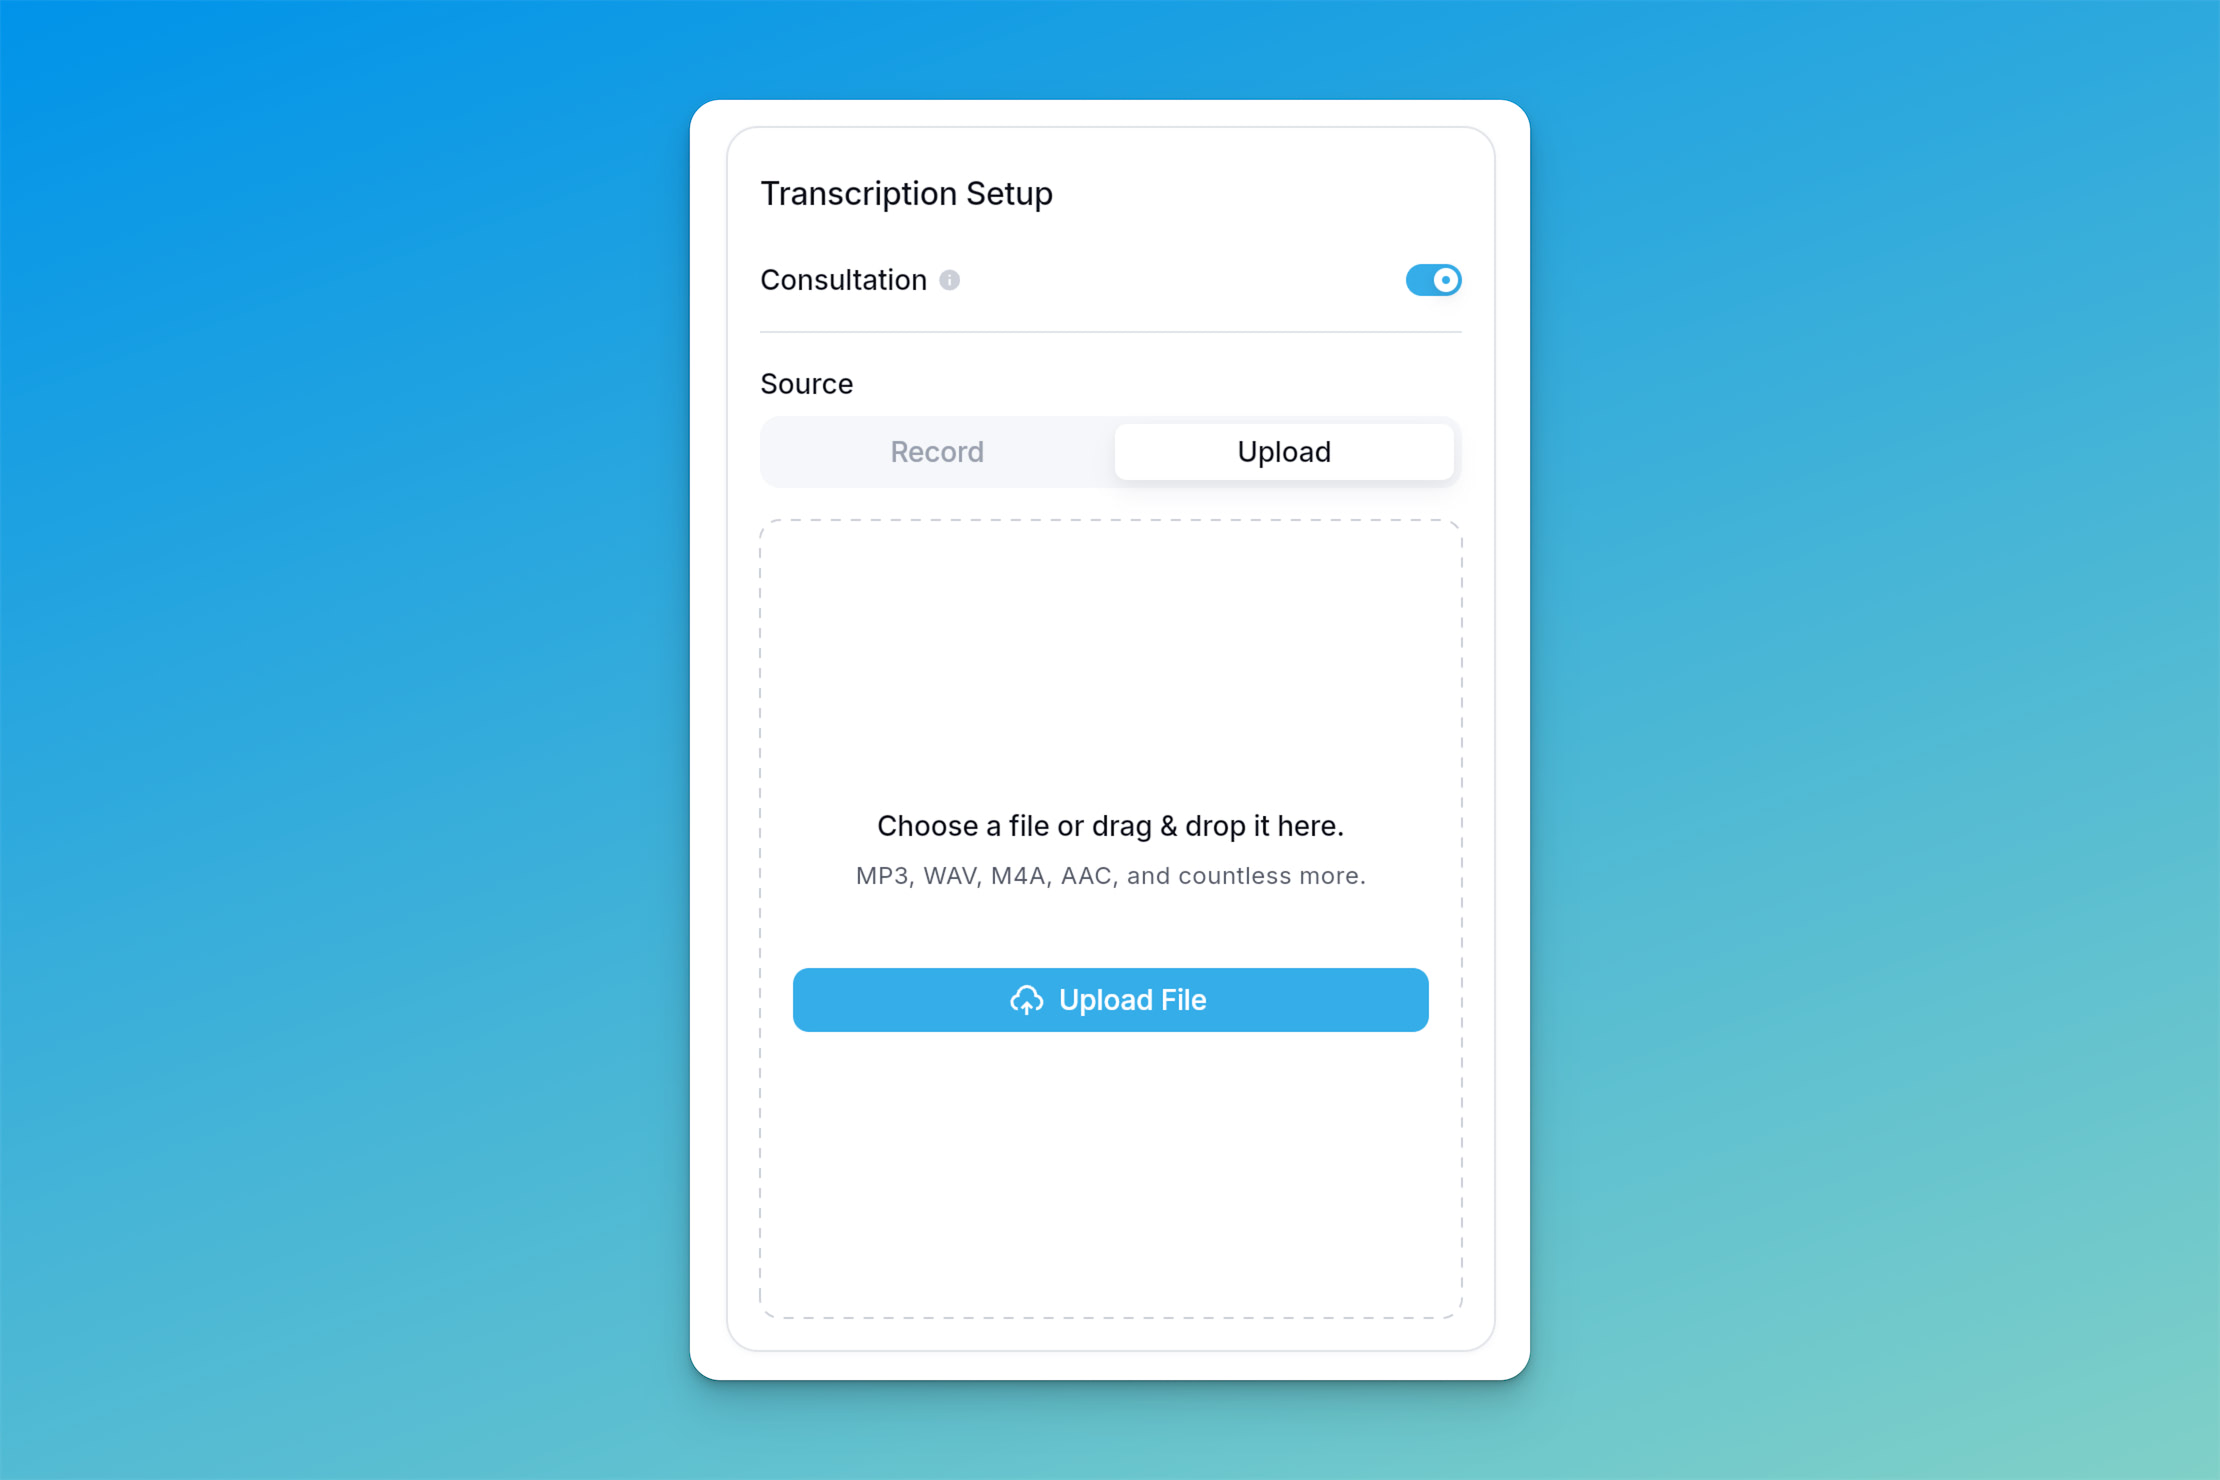 Transcription Setup
Consultation
Source
Record
Upload
Choose a file or drag & drop it here.
MP3, WAV, M4A, AAC, and countless more.
Upload File